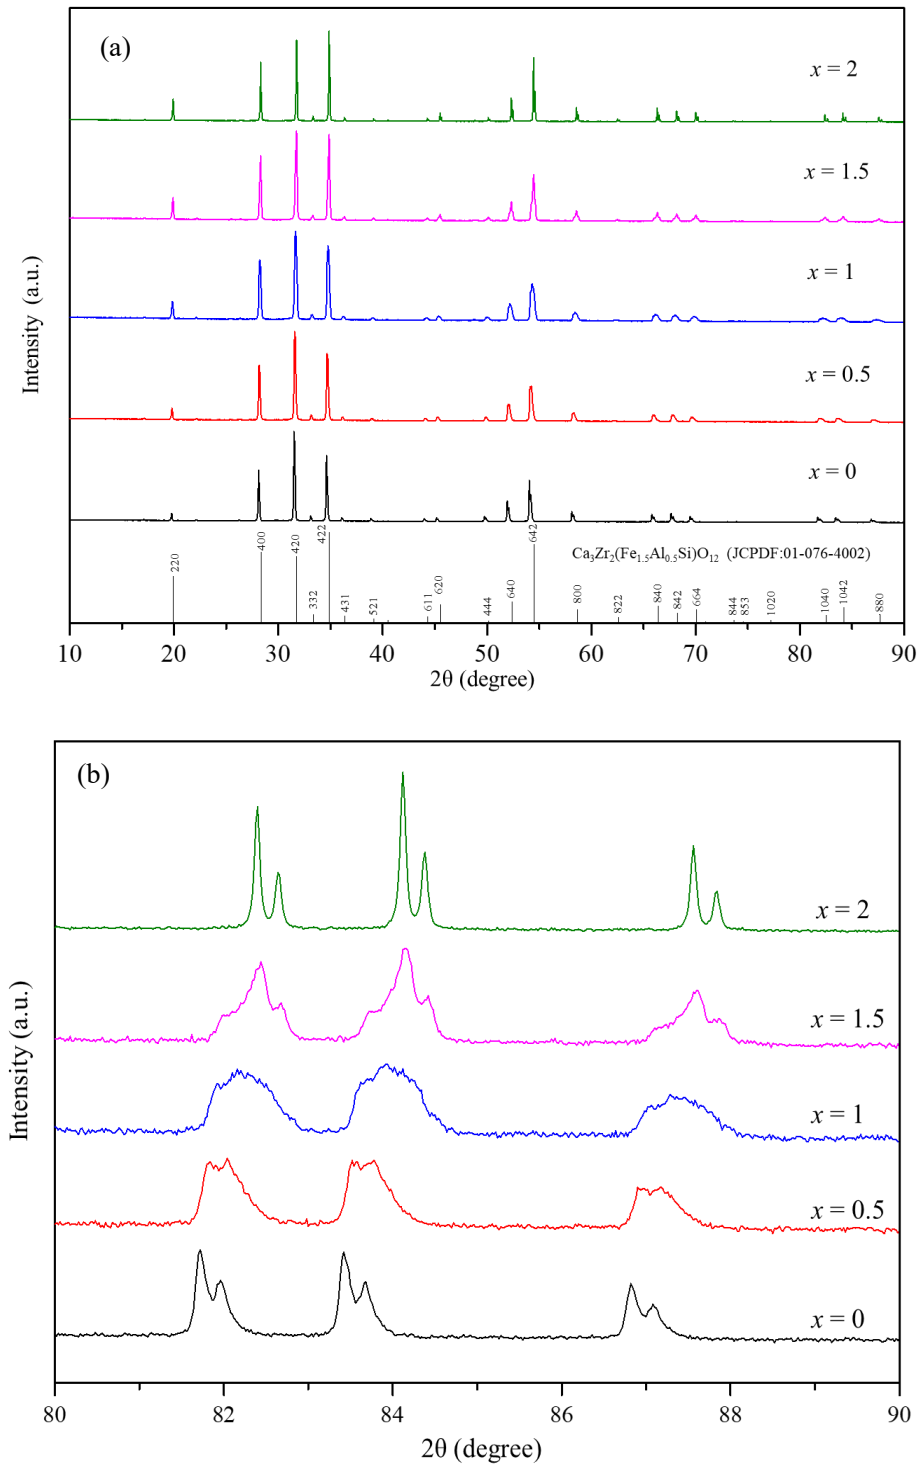 (a)
x = 2
x = 1.5
x = 1
x = 0.5
x = 0
Ca₃Zr₂(Fe₁.₅Al₀.₅Si)O₁₂ (JCPDF:01-076-4002)
220
400
420
332
422
431
521
611
620
444
640
642
800
822
840
842
664
844
853
1020
1040
1042
880
Intensity (a.u.)
10 20 30 40 50 60 70 80 90
2θ (degree)
(b)
x = 2
x = 1.5
x = 1
x = 0.5
x = 0
Intensity (a.u.)
80 82 84 86 88 90
2θ (degree)